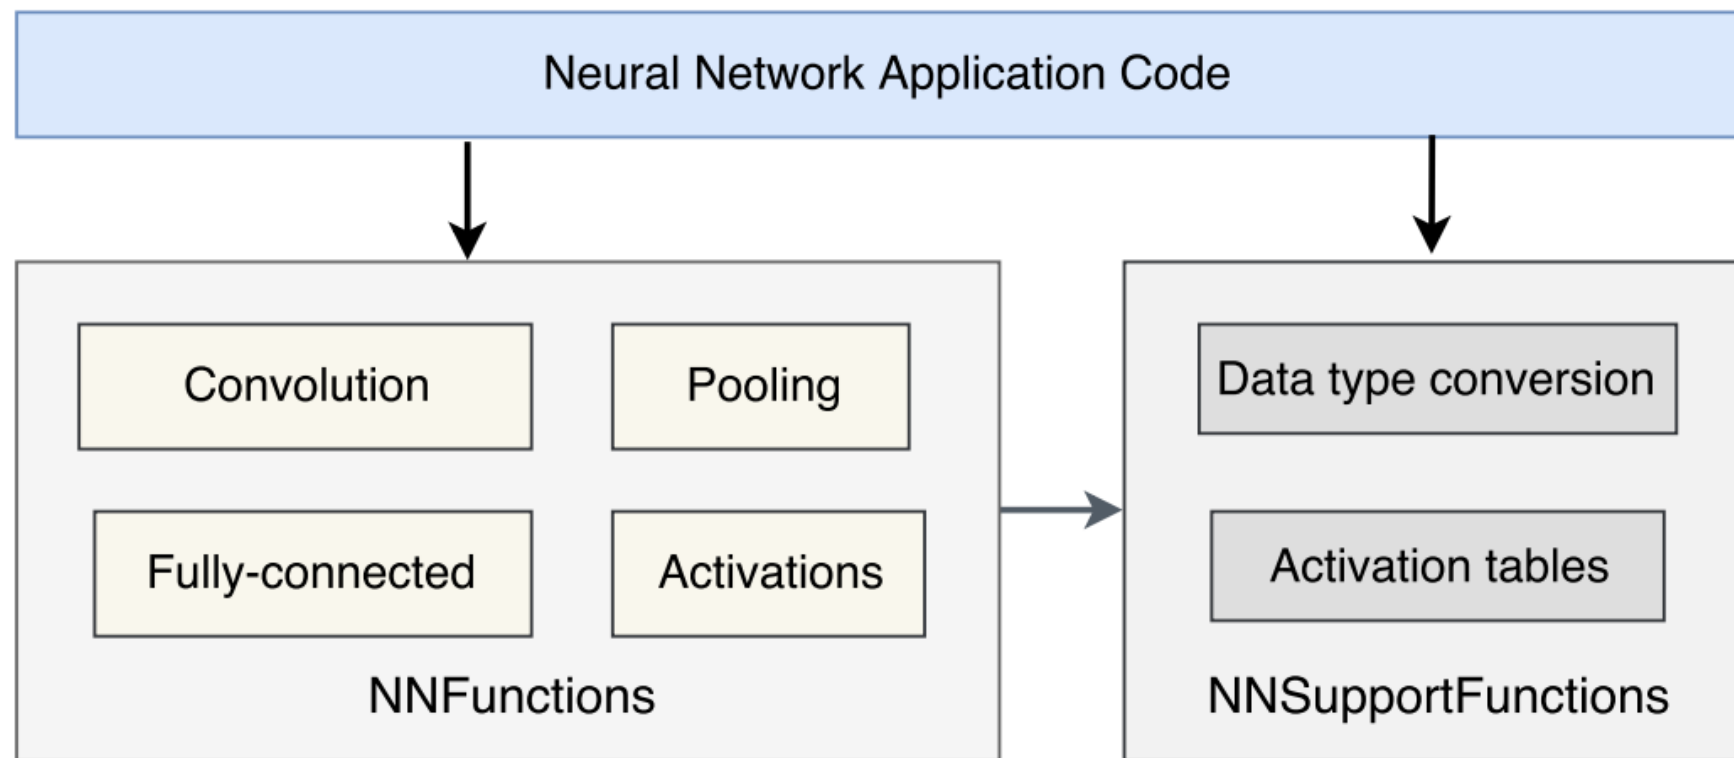 Neural Network Application Code
Convolution
Pooling
Fully-connected
Activations
NNFunctions
Data type conversion
Activation tables
NNSupportFunctions